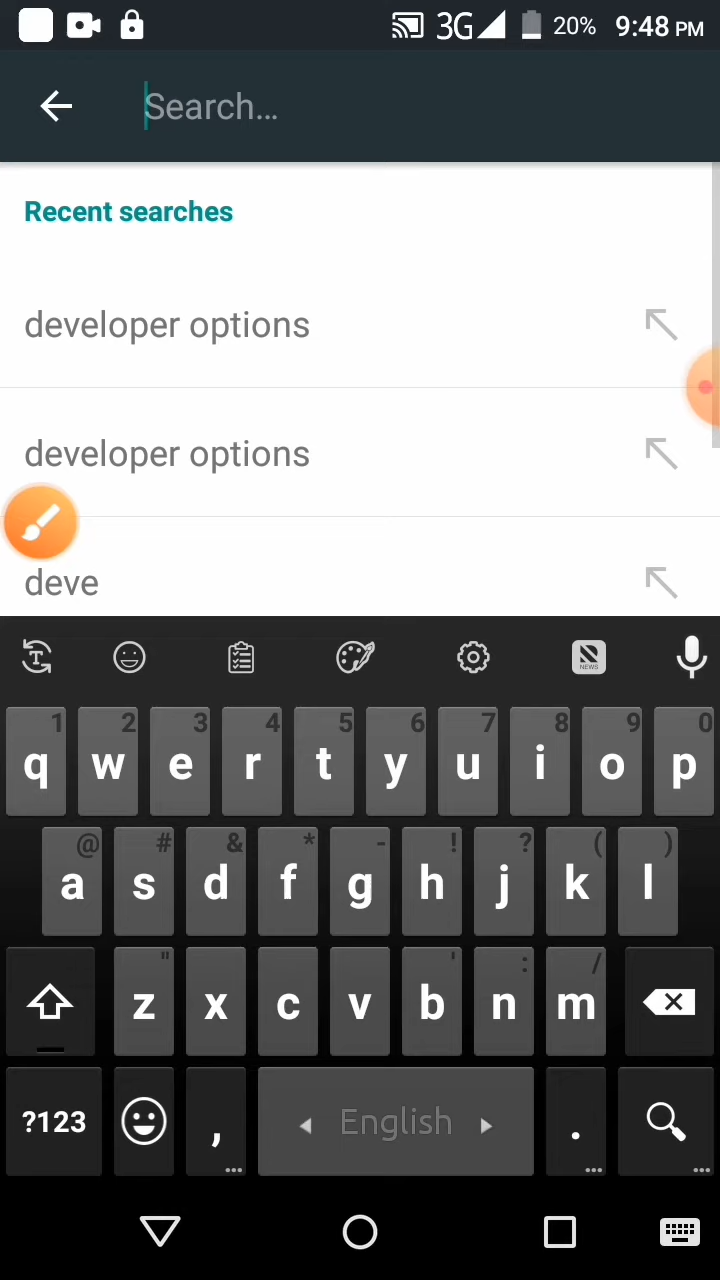 3G 20% 9:48 PM
Search...
Recent searches
developer options
developer options
deve
T NEWS
1 2 3 4 5 6 7 8 9 0
q w e r t y u i o p
@ # & * - ! ? ( )
a s d f g h j k l
" ' : /
z x c v b n m
?123 , English . 
... ... ...